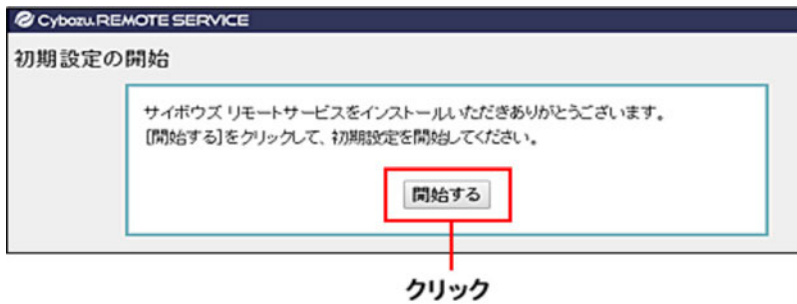 Cybozu.REMOTE SERVICE
初期設定の開始
サイボウズ リモートサービスをインストールいただきありがとうございます。
[開始する]をクリックして、初期設定を開始してください。
開始する
クリック